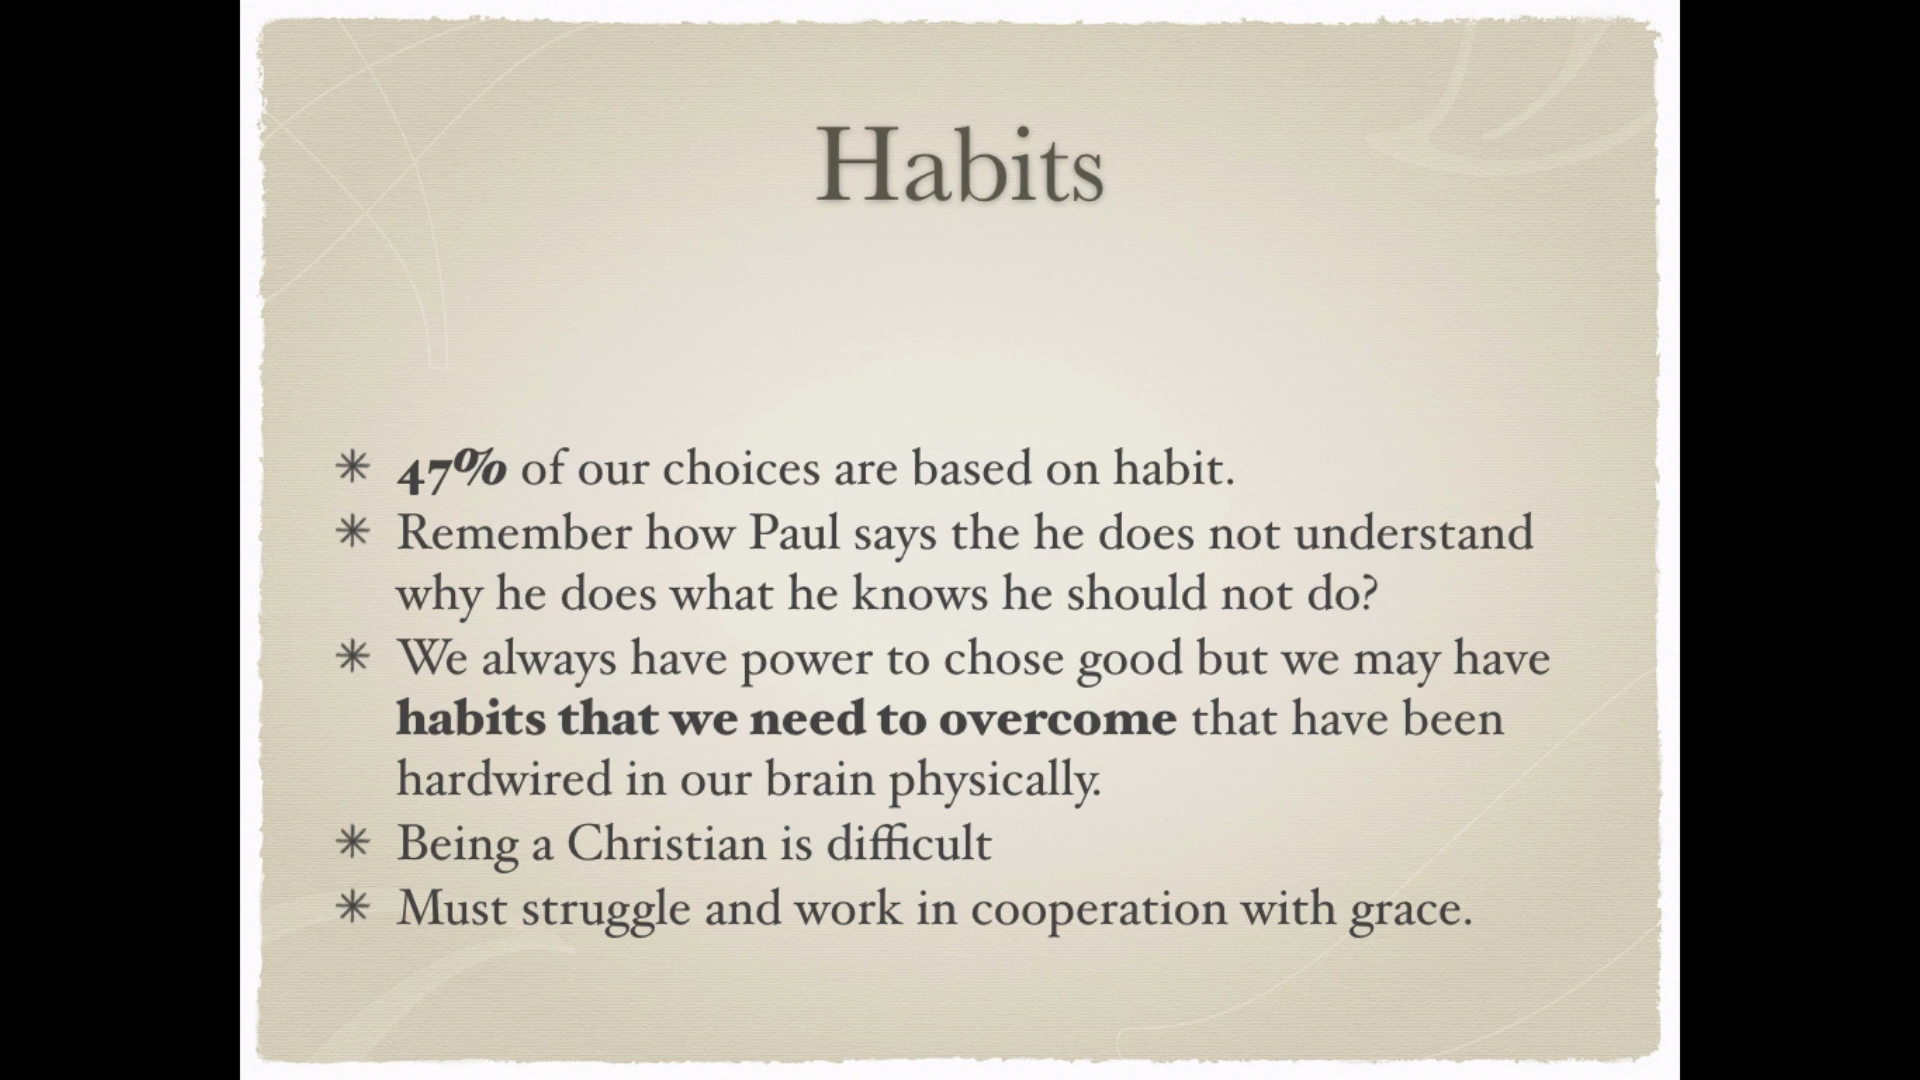 Habits
✳ 47% of our choices are based on habit.
✳ Remember how Paul says the he does not understand
why he does what he knows he should not do?
✳ We always have power to chose good but we may have
habits that we need to overcome that have been
hardwired in our brain physically.
✳ Being a Christian is difficult
✳ Must struggle and work in cooperation with grace.